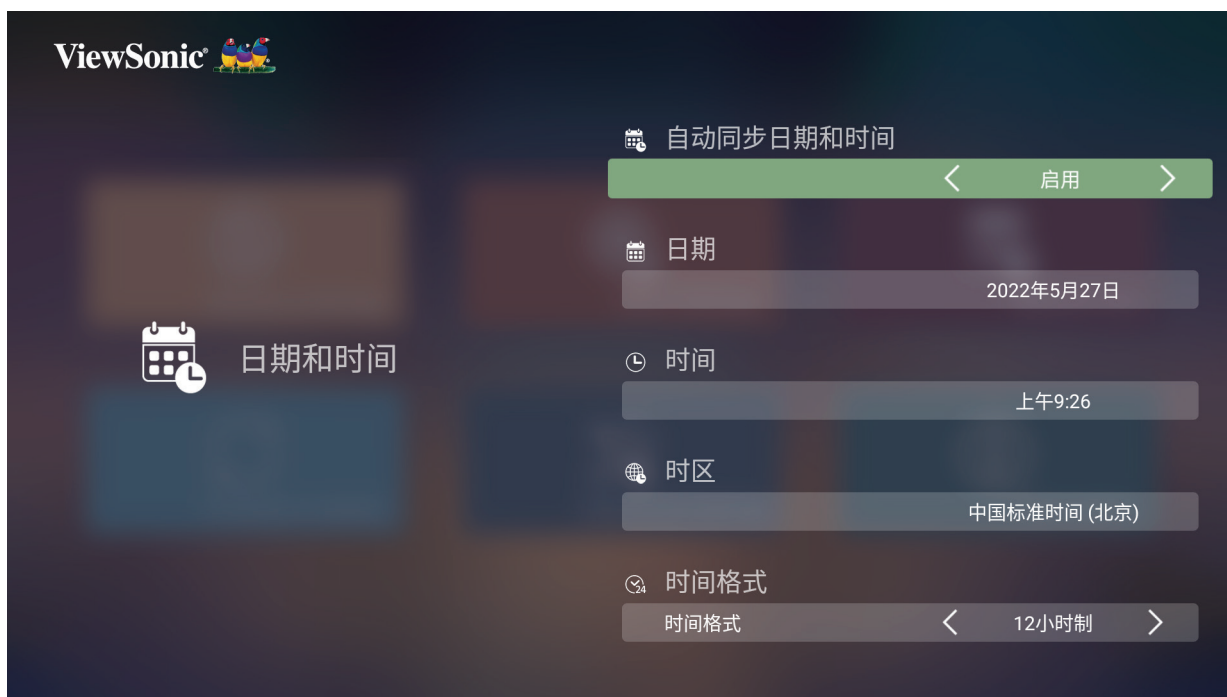 ViewSonic®
自动同步日期和时间
启用
日期
2022年5月27日
日期和时间
时间
上午9:26
时区
中国标准时间 (北京)
24
时间格式
时间格式
12小时制